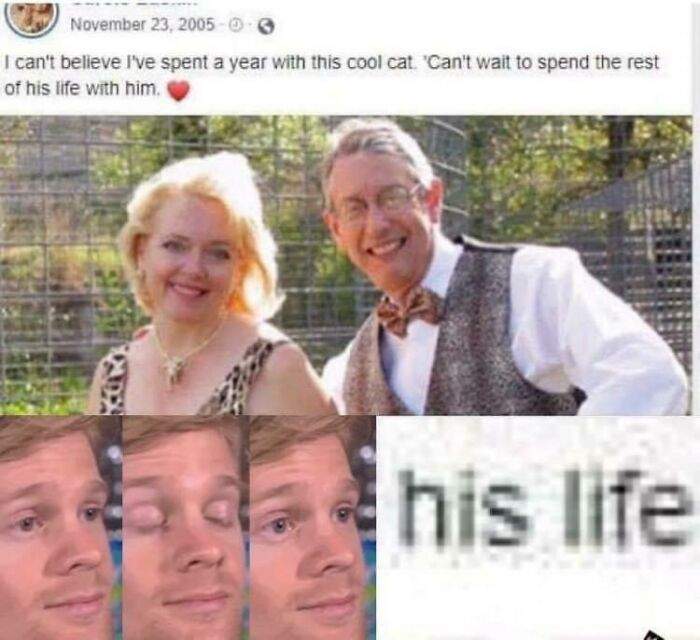 November 23, 2005
I can't believe I've spent a year with this cool cat. 'Can't wait to spend the rest
of his life with him. ❤️
his life